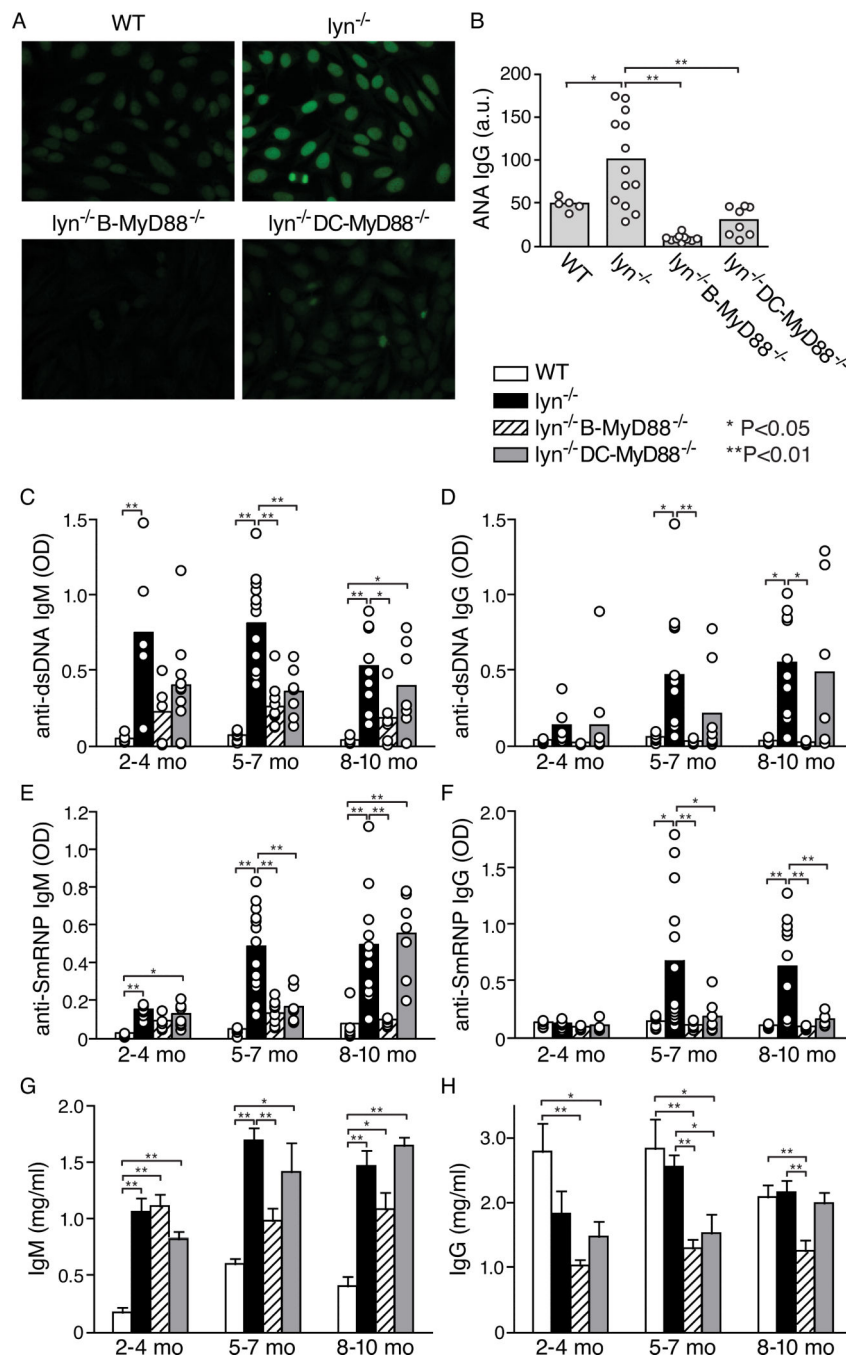 A
WT
lyn-/-
lyn-/-B-MyD88-/-
lyn-/-DC-MyD88-/-
B
** 
* **
200
150
100
50
0
ANA IgG (a.u.)
WT
lyn-/-
lyn-/-B-MyD88-/-
lyn-/-DC-MyD88-/-
WT
lyn-/-
lyn-/-B-MyD88-/- * P<0.05
lyn-/-DC-MyD88-/- **P<0.01
C
anti-dsDNA IgM (OD)
1.5
1.0
0.5
0
**
**
** **
*
** *
2-4 mo 5-7 mo 8-10 mo
D
anti-dsDNA IgG (OD)
1.5
1.0
0.5
0
* **
* *
2-4 mo 5-7 mo 8-10 mo
E
anti-SmRNP IgM (OD)
1.2
1.0
0.8
0.6
0.4
0.2
0
*
**
**
** **
**
** **
2-4 mo 5-7 mo 8-10 mo
F
anti-SmRNP IgG (OD)
2.0
1.5
1.0
0.5
0
*
* **
**
** **
2-4 mo 5-7 mo 8-10 mo
G
IgM (mg/ml)
2.0
1.5
1.0
0.5
0
**
**
**
*
** **
**
*
**
2-4 mo 5-7 mo 8-10 mo
H
IgG (mg/ml)
3.0
2.0
1.0
0
*
**
*
**
*
**
**
**
2-4 mo 5-7 mo 8-10 mo